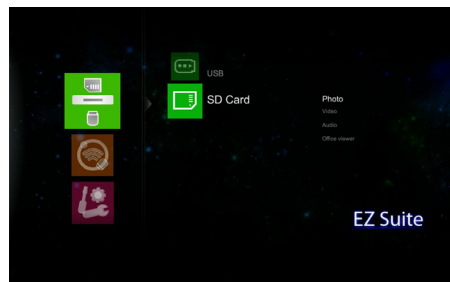 USB
SD Card
Photo
Video
Audio
Office viewer
EZ Suite